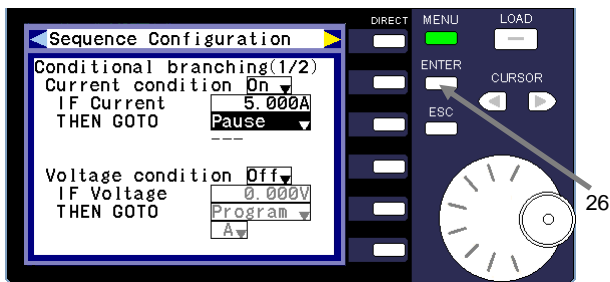 DIRECT MENU LOAD
Sequence Configuration
Conditional branching(1/2)
ENTER
Current condition On
CURSOR
IF Current 5.000A
ESC
THEN GOTO Pause
---
Voltage condition Off
26
IF Voltage 0.000V
THEN GOTO Program
A